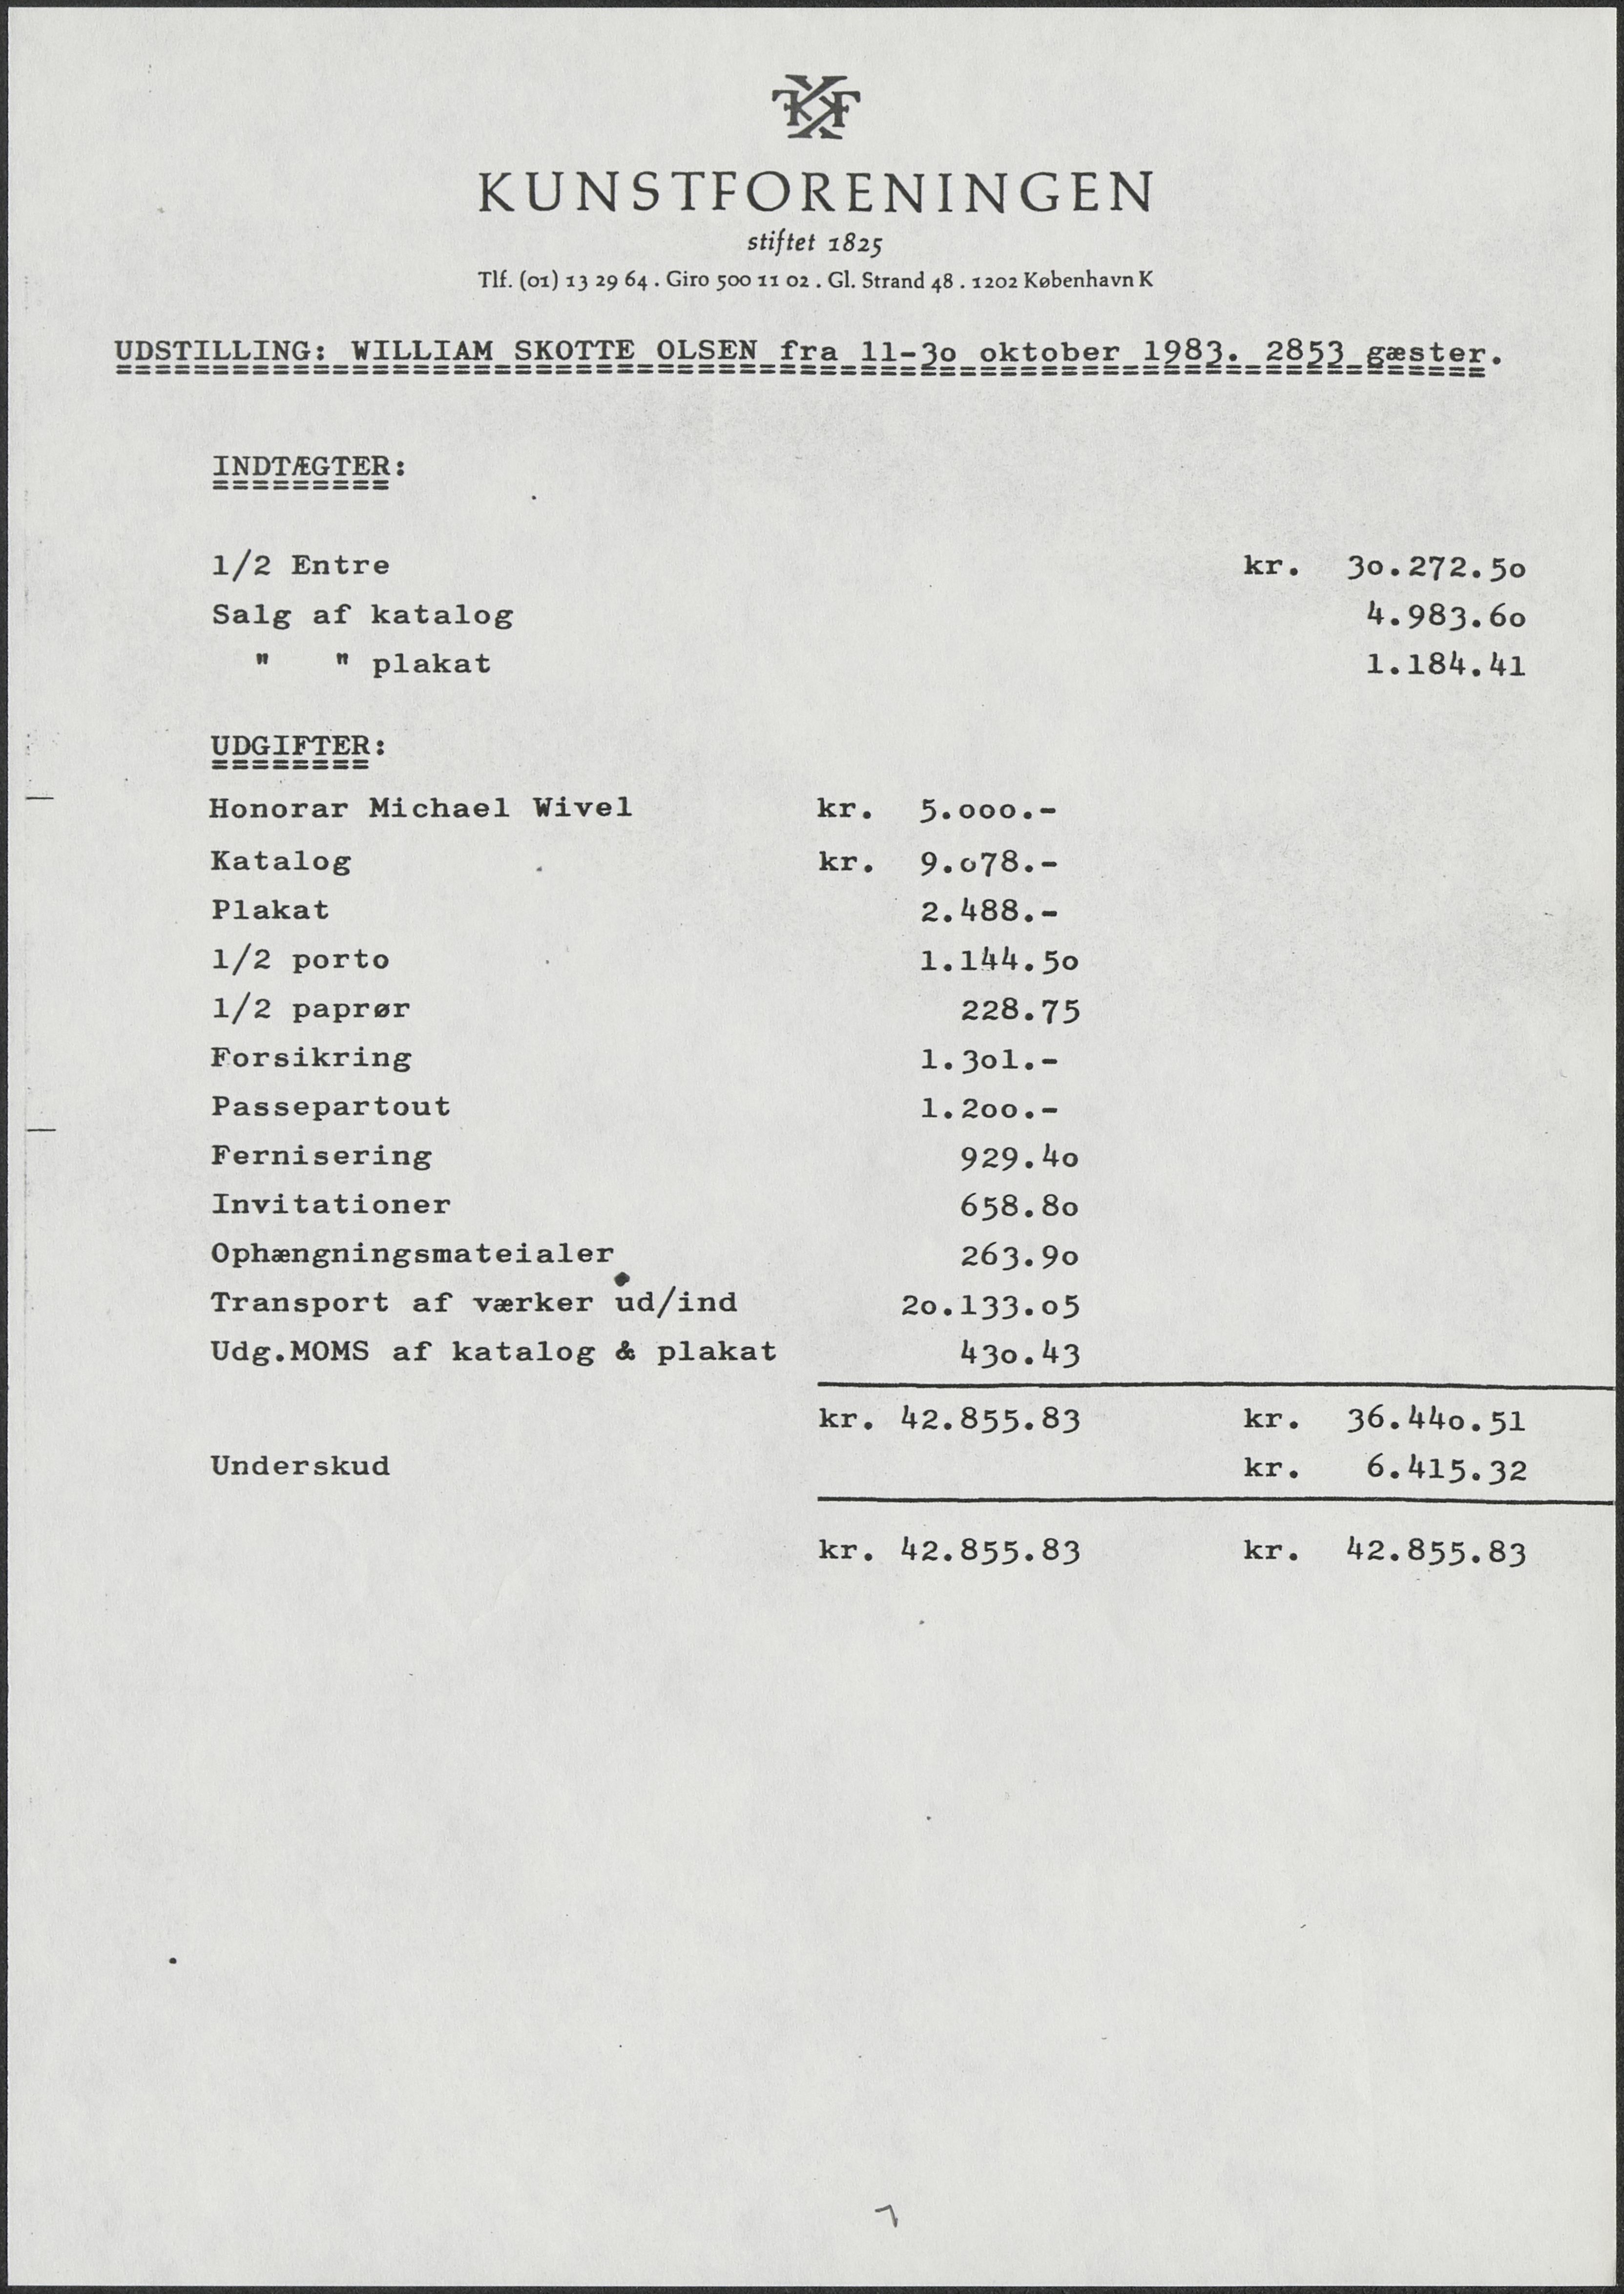 KUNSTFORENINGEN
stiftet 1825
Tlf. (01) 13 29 64 . Giro 500 11 02 . Gl. Strand 48 . 1202 København K
UDSTILLING: WILLIAM SKOTTE OLSEN fra 11-30 oktober 1983. 2853 gæster.
INDTÆGTER:
1/2 Entre kr. 30.272.50
Salg af katalog 4.983.60
" " plakat 1.184.41
UDGIFTER:
Honorar Michael Wivel kr. 5.000.-
Katalog kr. 9.078.-
Plakat 2.488.-
1/2 porto 1.144.50
1/2 paprør 228.75
Forsikring 1.301.-
Passepartout 1.200.-
Fernisering 929.40
Invitationer 658.80
Ophængningsmateialer 263.90
Transport af værker ud/ind 20.133.05
Udg.MOMS af katalog & plakat 430.43
kr. 42.855.83 kr. 36.440.51
Underskud kr. 6.415.32
kr. 42.855.83 kr. 42.855.83